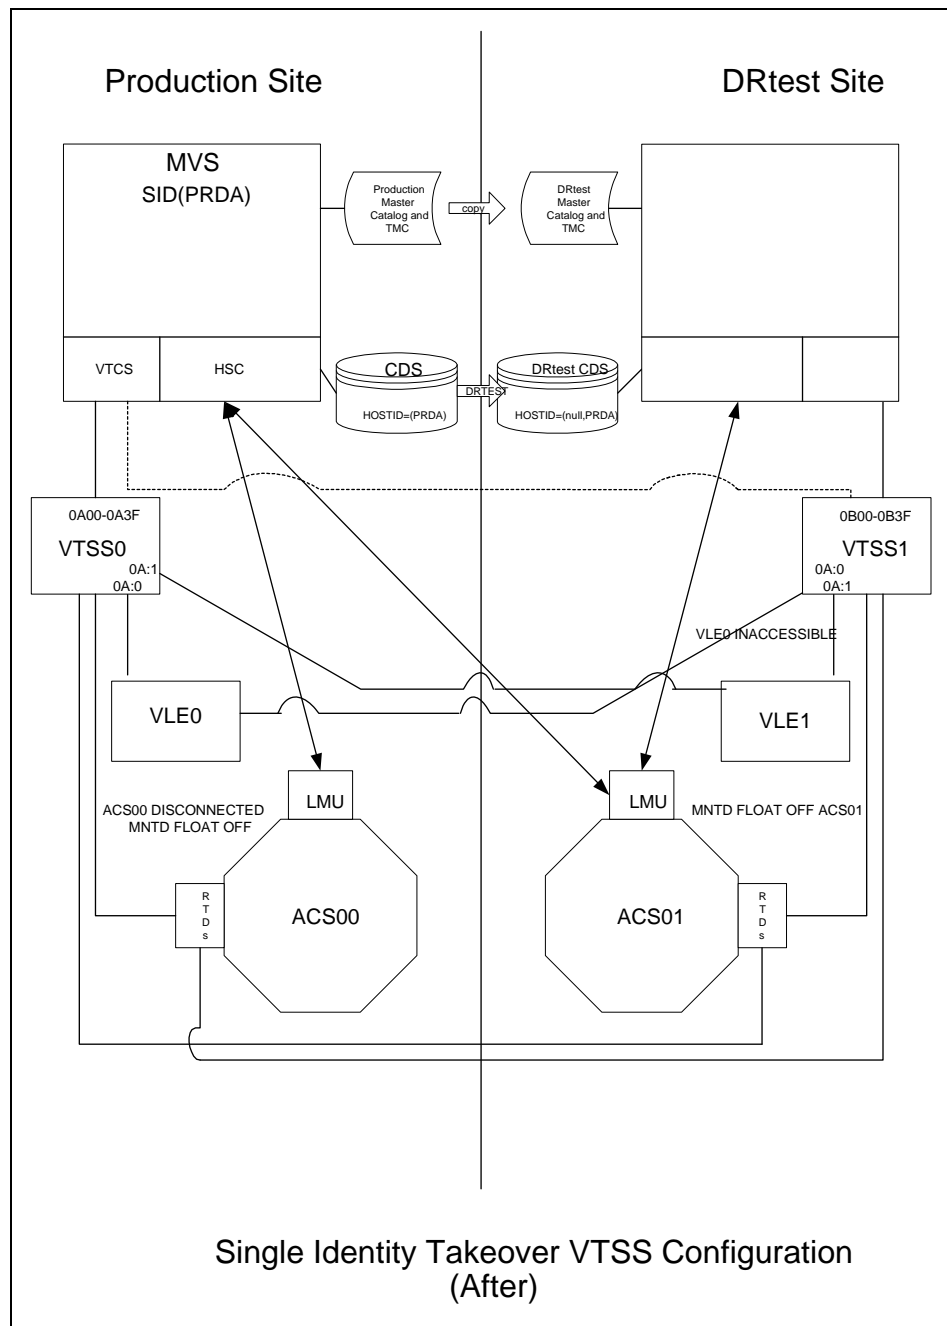 Production Site
DRtest Site
MVS
SID(PRDA)
Production
Master
Catalog and
TMC
copy
DRtest
Master
Catalog and
TMC
VTCS
HSC
CDS
HOSTID=(PRDA)
DRTEST
DRtest CDS
HOSTID=(null,PRDA)
0A00-0A3F
VTSS0
0A:1
0A:0
0B00-0B3F
VTSS1
0A:0
0A:1
VLE0 INACCESSIBLE
VLE0
VLE1
LMU
LMU
ACS00 DISCONNECTED
MNTD FLOAT OFF
MNTD FLOAT OFF ACS01
R
T
D
s
ACS00
ACS01
R
T
D
s
Single Identity Takeover VTSS Configuration
(After)